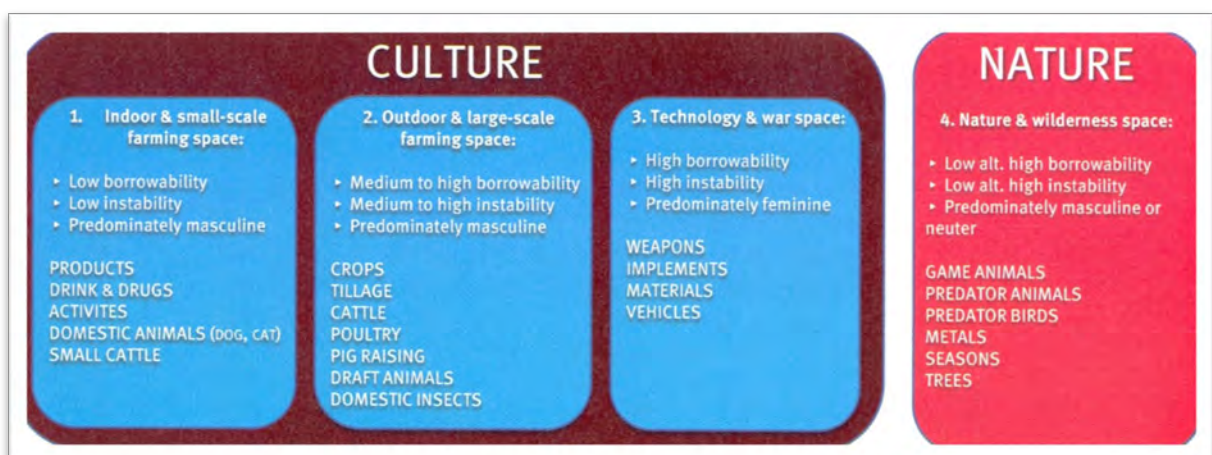 CULTURE
1. Indoor & small-scale
farming space:
‣ Low borrowability
‣ Low instability
‣ Predominately masculine
PRODUCTS
DRINK & DRUGS
ACTIVITES
DOMESTIC ANIMALS (DOG, CAT)
SMALL CATTLE
2. Outdoor & large-scale
farming space:
‣ Medium to high borrowability
‣ Medium to high instability
‣ Predominately masculine
CROPS
TILLAGE
CATTLE
POULTRY
PIG RAISING
DRAFT ANIMALS
DOMESTIC INSECTS
3. Technology & war space:
‣ High borrowability
‣ High instability
‣ Predominately feminine
WEAPONS
IMPLEMENTS
MATERIALS
VEHICLES
NATURE
4. Nature & wilderness space:
‣ Low alt. high borrowability
‣ Low alt. high instability
‣ Predominately masculine or
neuter
GAME ANIMALS
PREDATOR ANIMALS
PREDATOR BIRDS
METALS
SEASONS
TREES